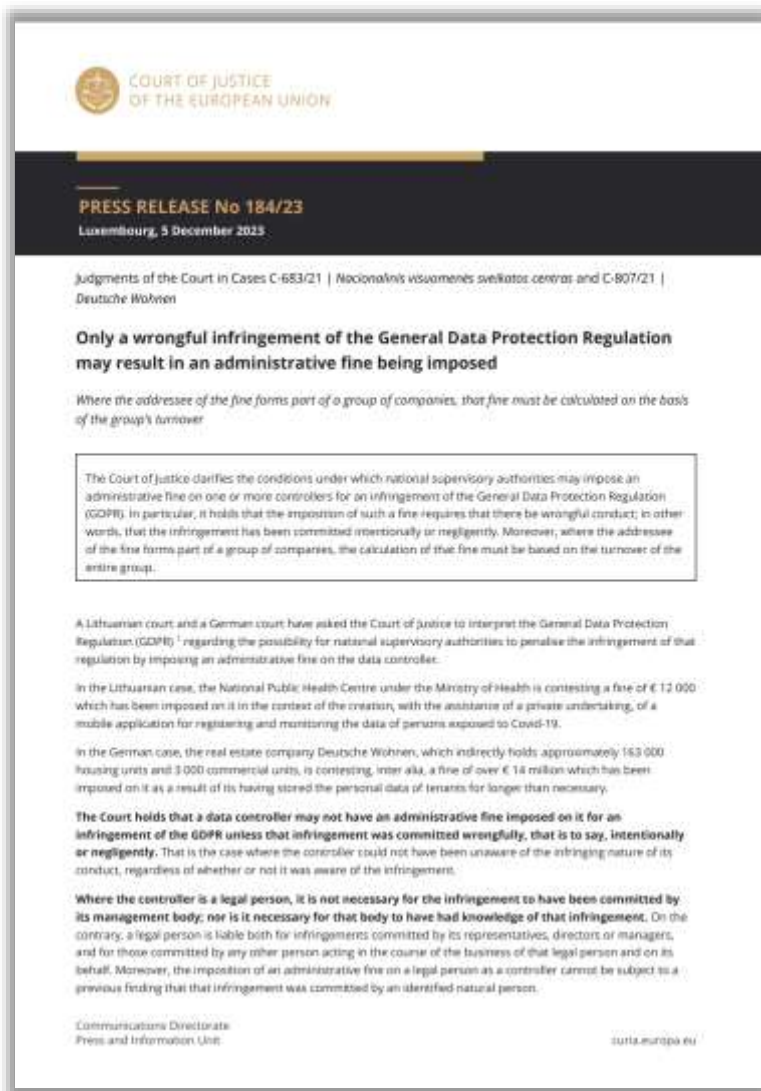 COURT OF JUSTICE
OF THE EUROPEAN UNION
PRESS RELEASE No 184/23
Luxembourg, 5 December 2023
Judgments of the Court in Cases C-683/21 | Nacionalinis visuomenės sveikatos centras and C-807/21 |
Deutsche Wohnen
Only a wrongful infringement of the General Data Protection Regulation
may result in an administrative fine being imposed
Where the addressee of the fine forms part of a group of companies, that fine must be calculated on the basis
of the group's turnover
The Court of Justice clarifies the conditions under which national supervisory authorities may impose an
administrative fine on one or more controllers for an infringement of the General Data Protection Regulation
(GDPR). In particular, it holds that the imposition of such a fine requires that there be wrongful conduct; in other
words, that the infringement has been committed intentionally or negligently. Moreover, where the addressee
of the fine forms part of a group of companies, the calculation of that fine must be based on the turnover of the
entire group.
A Lithuanian court and a German court have asked the Court of Justice to interpret the General Data Protection
Regulation (GDPR) 1 regarding the possibility for national supervisory authorities to penalise the infringement of that
regulation by imposing an administrative fine on the data controller.
In the Lithuanian case, the National Public Health Centre under the Ministry of Health is contesting a fine of € 12 000
which has been imposed on it in the context of the creation, with the assistance of a private undertaking, of a
mobile application for registering and monitoring the data of persons exposed to Covid-19.
In the German case, the real estate company Deutsche Wohnen, which indirectly holds approximately 163 000
housing units and 3 000 commercial units, is contesting, inter alia, a fine of over € 14 million which has been
imposed on it as a result of its having stored the personal data of tenants for longer than necessary.
The Court holds that a data controller may not have an administrative fine imposed on it for an
infringement of the GDPR unless that infringement was committed wrongfully, that is to say, intentionally
or negligently. That is the case where the controller could not have been unaware of the infringing nature of its
conduct, regardless of whether or not it was aware of the infringement.
Where the controller is a legal person, it is not necessary for the infringement to have been committed by
its management body; nor is it necessary for that body to have had knowledge of that infringement. On the
contrary, a legal person is liable both for infringements committed by its representatives, directors or managers,
and for those committed by any other person acting in the course of the business of that legal person and on its
behalf. Moreover, the imposition of an administrative fine on a legal person as a controller cannot be subject to a
previous finding that that infringement was committed by an identified natural person.
Communications Directorate
Press and Information Unit
curia.europa.eu